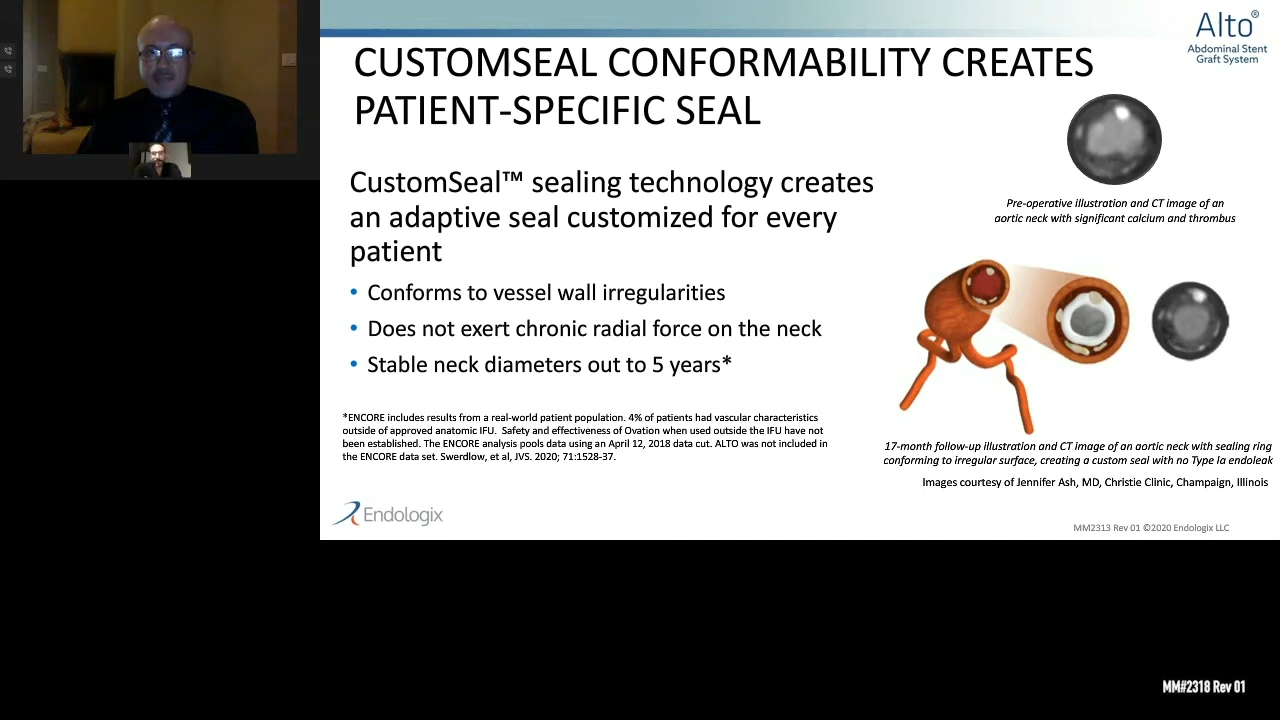 Alto®
Abdominal Stent
Graft System
CUSTOMSEAL CONFORMABILITY CREATES
PATIENT-SPECIFIC SEAL
Pre-operative illustration and CT image of an
aortic neck with significant calcium and thrombus
CustomSeal™ sealing technology creates
an adaptive seal customized for every
patient
• Conforms to vessel wall irregularities
• Does not exert chronic radial force on the neck
• Stable neck diameters out to 5 years*
*ENCORE includes results from a real-world patient population. 4% of patients had vascular characteristics
outside of approved anatomic IFU. Safety and effectiveness of Ovation when used outside the IFU have not
been established. The ENCORE analysis pools data using an April 12, 2018 data cut. ALTO was not included in
the ENCORE data set. Swerdlow, et al, JVS. 2020; 71:1528-37.
17-month follow-up illustration and CT image of an aortic neck with sealing ring
conforming to irregular surface, creating a custom seal with no Type Ia endoleak
Images courtesy of Jennifer Ash, MD, Christie Clinic, Champaign, Illinois
Endologix
MM2313 Rev 01 ©2020 Endologix LLC
MM#2318 Rev 01